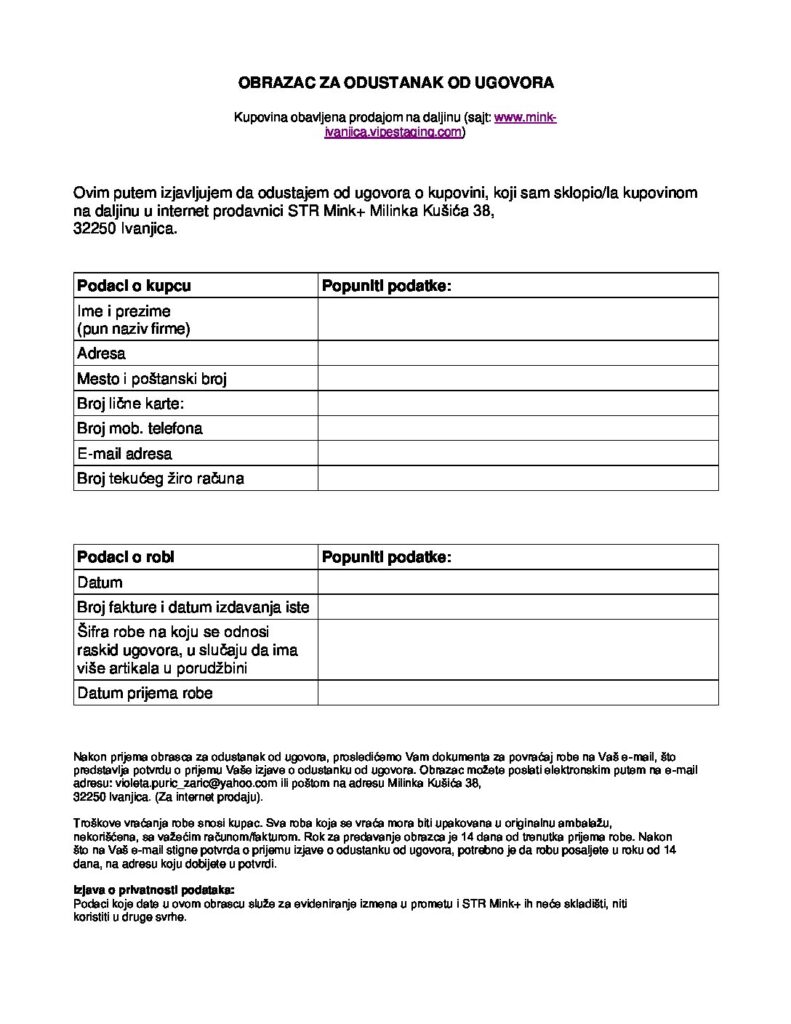 OBRAZAC ZA ODUSTANAK OD UGOVORA
Kupovina obavljena prodajom na daljinu (sajt: www.mink-
ivanjica.vipestaging.com)
Ovim putem izjavljujem da odustajem od ugovora o kupovini, koji sam sklopio/la kupovinom
na daljinu u internet prodavnici STR Mink+ Milinka Kušića 38,
32250 Ivanjica.
Podaci o kupcu Popuniti podatke:
Ime i prezime
(pun naziv firme)
Adresa
Mesto i poštanski broj
Broj lične karte:
Broj mob. telefona
E-mail adresa
Broj tekućeg žiro računa
Podaci o robi Popuniti podatke:
Datum
Broj fakture i datum izdavanja iste
Šifra robe na koju se odnosi
raskid ugovora, u slučaju da ima
više artikala u porudžbini
Datum prijema robe
Nakon prijema obrasca za odustanak od ugovora, prosledićemo Vam dokumenta za povraćaj robe na Vaš e-mail, što
predstavlja potvrdu o prijemu Vaše izjave o odustanku od ugovora. Obrazac možete poslati elektronskim putem na e-mail
adresu: violeta.puric_zaric@yahoo.com ili poštom na adresu Milinka Kušića 38,
32250 Ivanjica. (Za internet prodaju).
Troškove vraćanja robe snosi kupac. Sva roba koja se vraća mora biti upakovana u originalnu ambalažu,
nekorišćena, sa važećim računom/fakturom. Rok za predavanje obrazca je 14 dana od trenutka prijema robe. Nakon
što na Vaš e-mail stigne potvrda o prijemu izjave o odustanku od ugovora, potrebno je da robu posaljete u roku od 14
dana, na adresu koju dobijete u potvrdi.
Izjava o privatnosti podataka:
Podaci koje date u ovom obrascu služe za evideniranje izmena u prometu i STR Mink+ ih neće skladišti, niti
koristiti u druge svrhe.